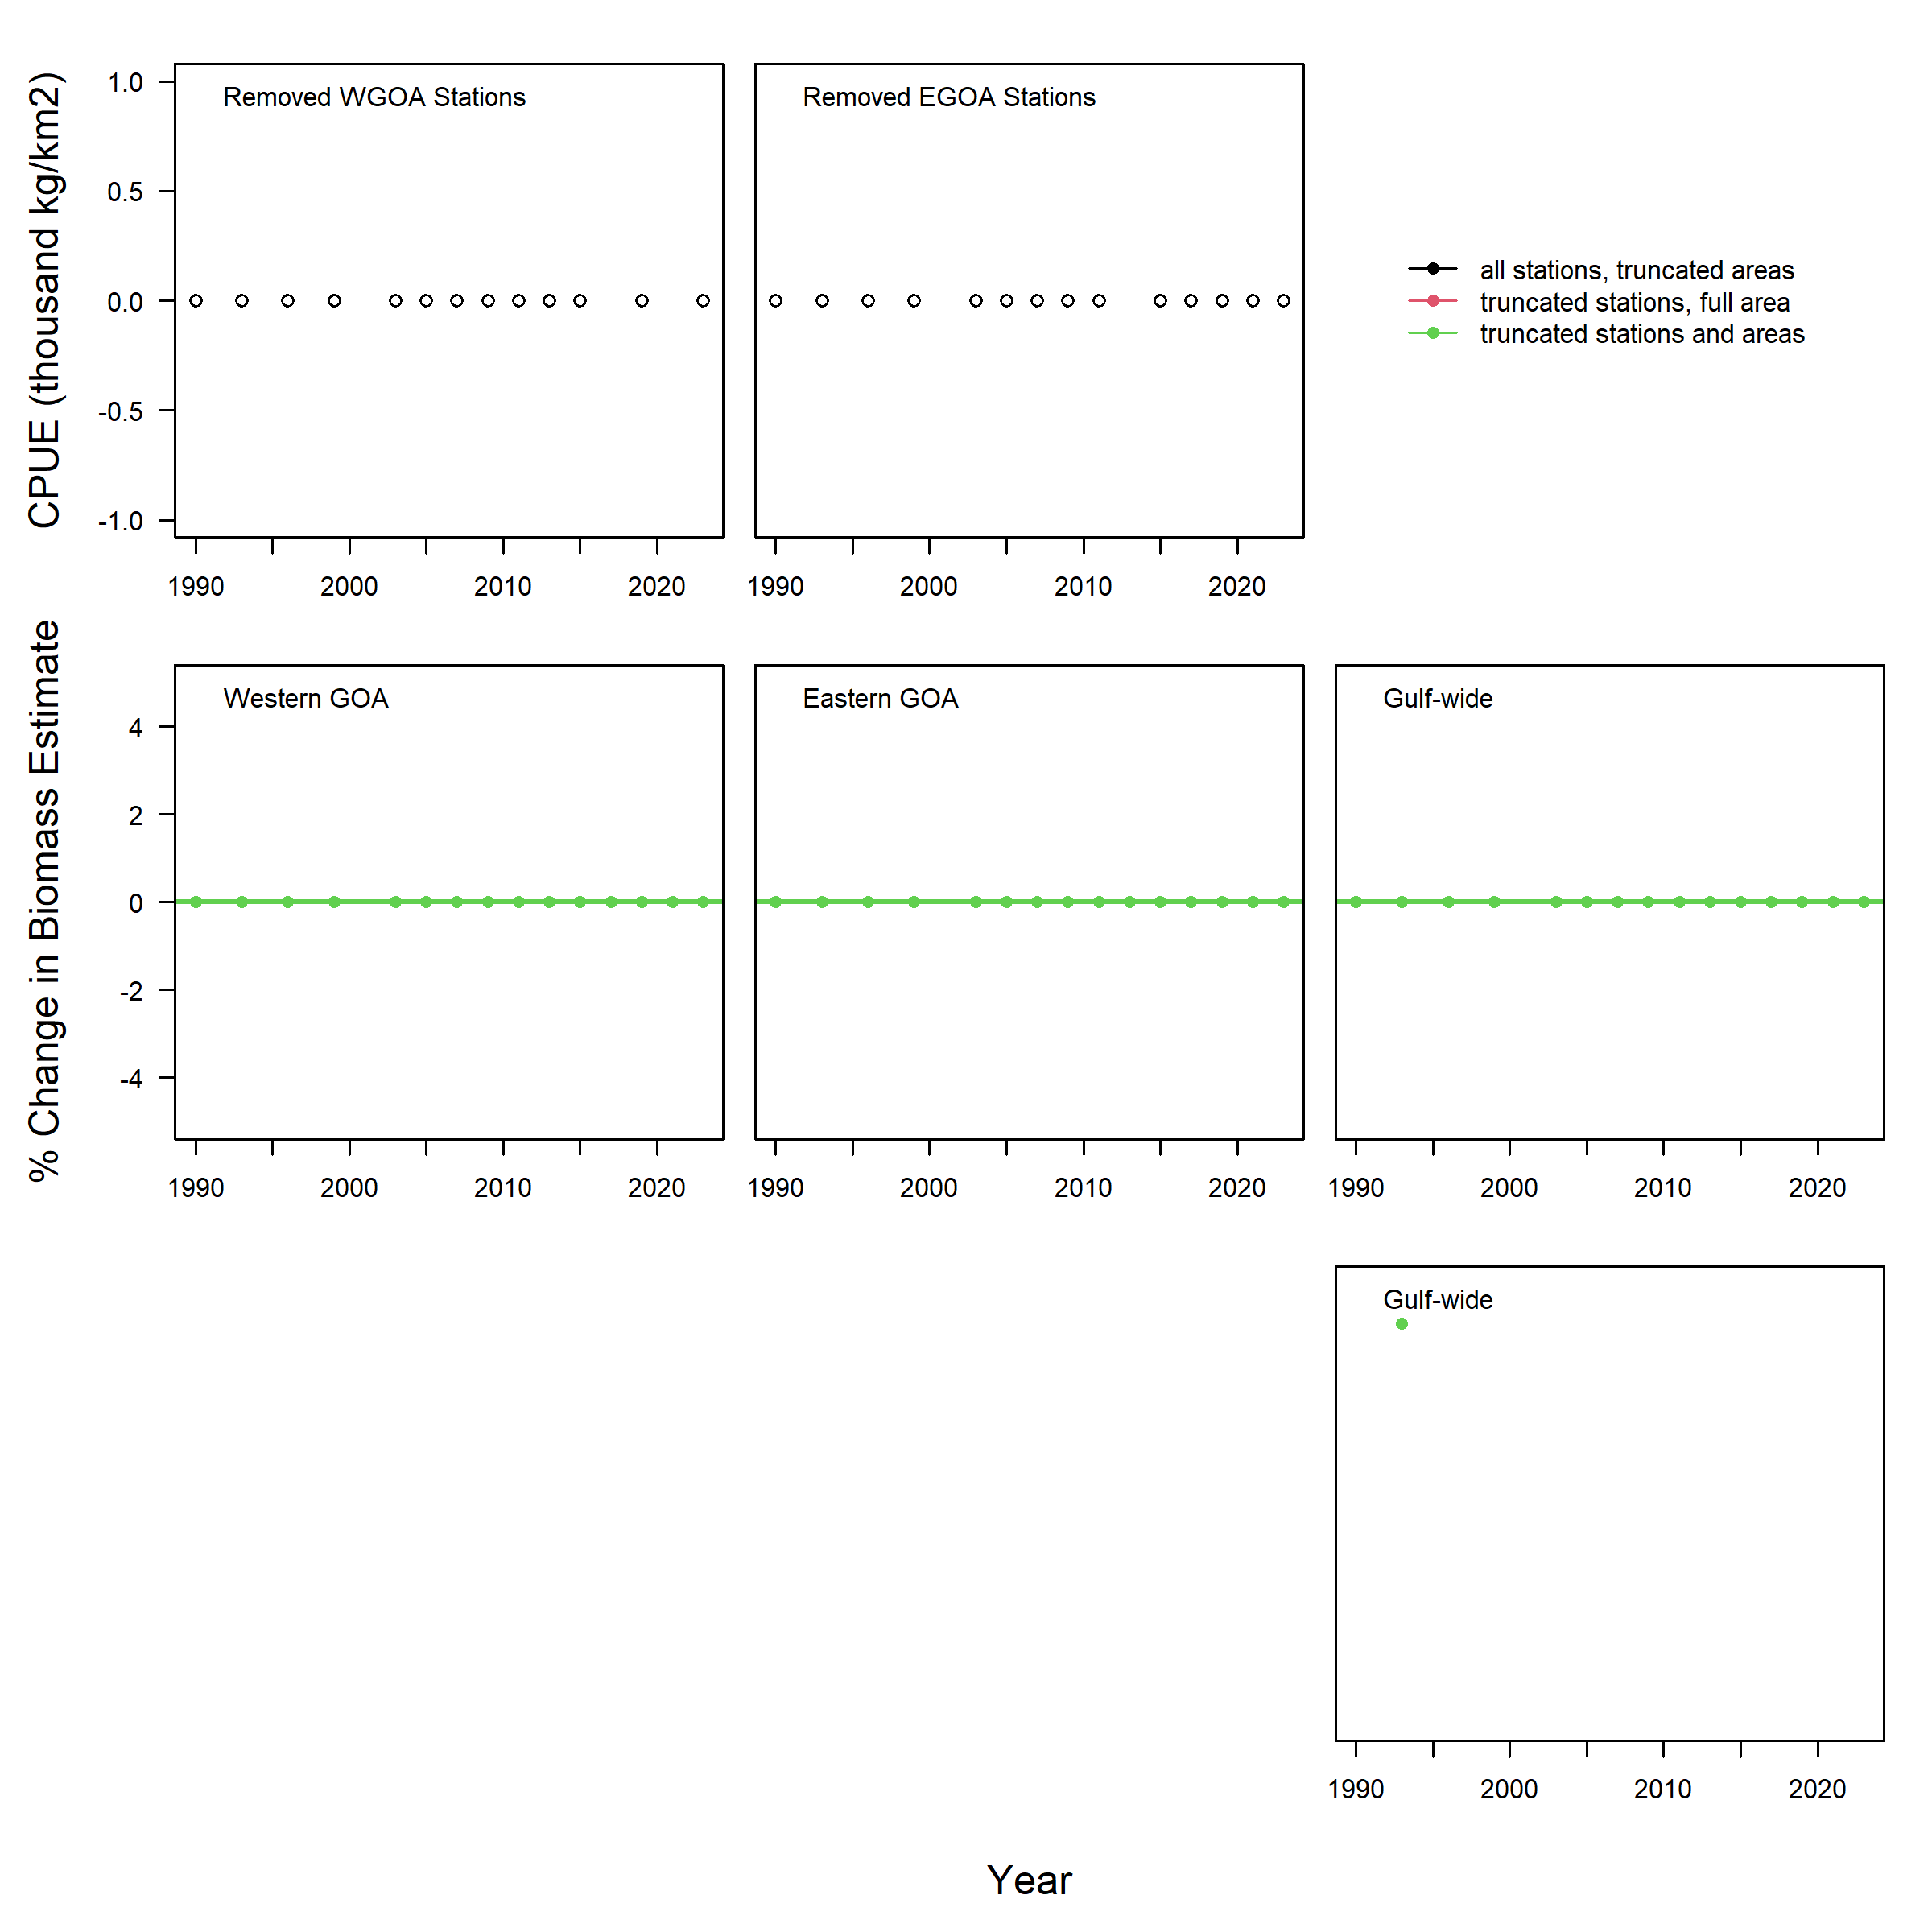 CPUE (thousand kg/km2)
1.0
0.5
0.0
-0.5
-1.0
Removed WGOA Stations
1990 2000 2010 2020
Removed EGOA Stations
1990 2000 2010 2020
all stations, truncated areas
truncated stations, full area
truncated stations and areas
% Change in Biomass Estimate
4
2
0
-2
-4
Western GOA
1990 2000 2010 2020
Eastern GOA
1990 2000 2010 2020
Gulf-wide
1990 2000 2010 2020
Gulf-wide
1990 2000 2010 2020
Year